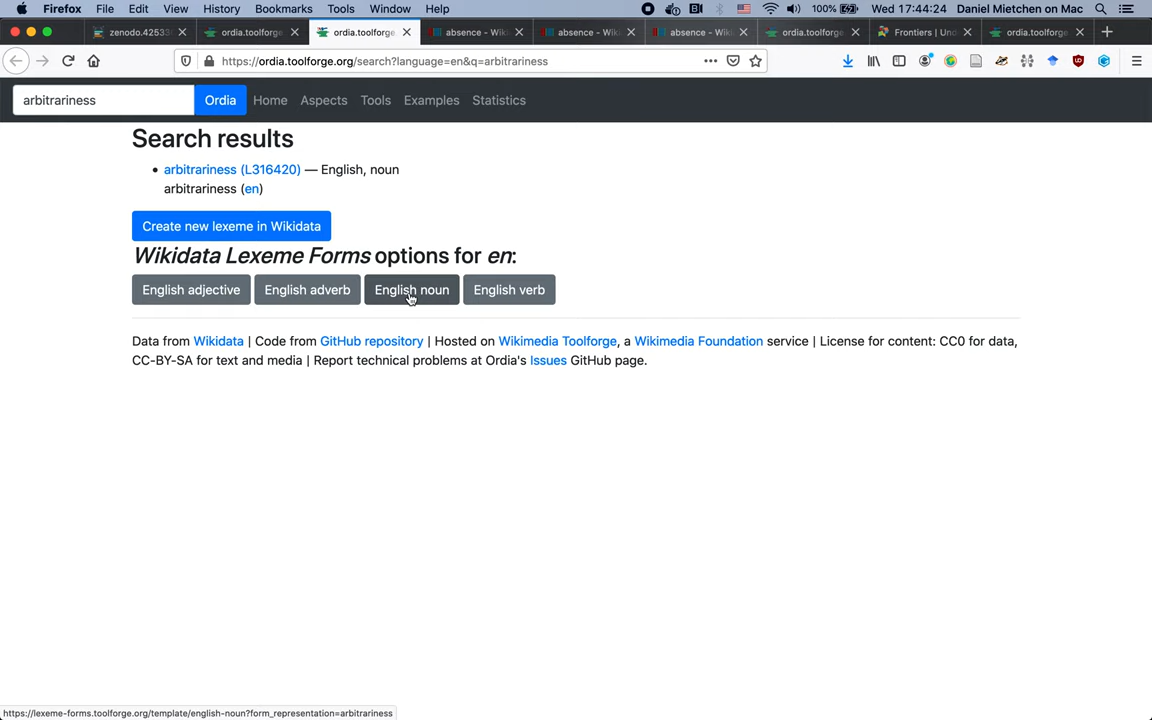 Firefox File Edit View History Bookmarks Tools Window Help 100% Wed 17:44:24 Daniel Mietchen on Mac
zenodo.42533 ordia.toolforge ordia.toolforge absence - Wiki absence - Wiki absence - Wiki ordia.toolforge Frontiers | Uno ordia.toolforge
https://ordia.toolforge.org/search?language=en&q=arbitrariness
arbitrariness Ordia Home Aspects Tools Examples Statistics
Search results
arbitrariness (L316420) — English, noun
arbitrariness (en)
Create new lexeme in Wikidata
Wikidata Lexeme Forms options for en:
English adjective English adverb English noun English verb
Data from Wikidata | Code from GitHub repository | Hosted on Wikimedia Toolforge, a Wikimedia Foundation service | License for content: CC0 for data,
CC-BY-SA for text and media | Report technical problems at Ordia's Issues GitHub page.
https://lexeme-forms.toolforge.org/template/english-noun?form_representation=arbitrariness